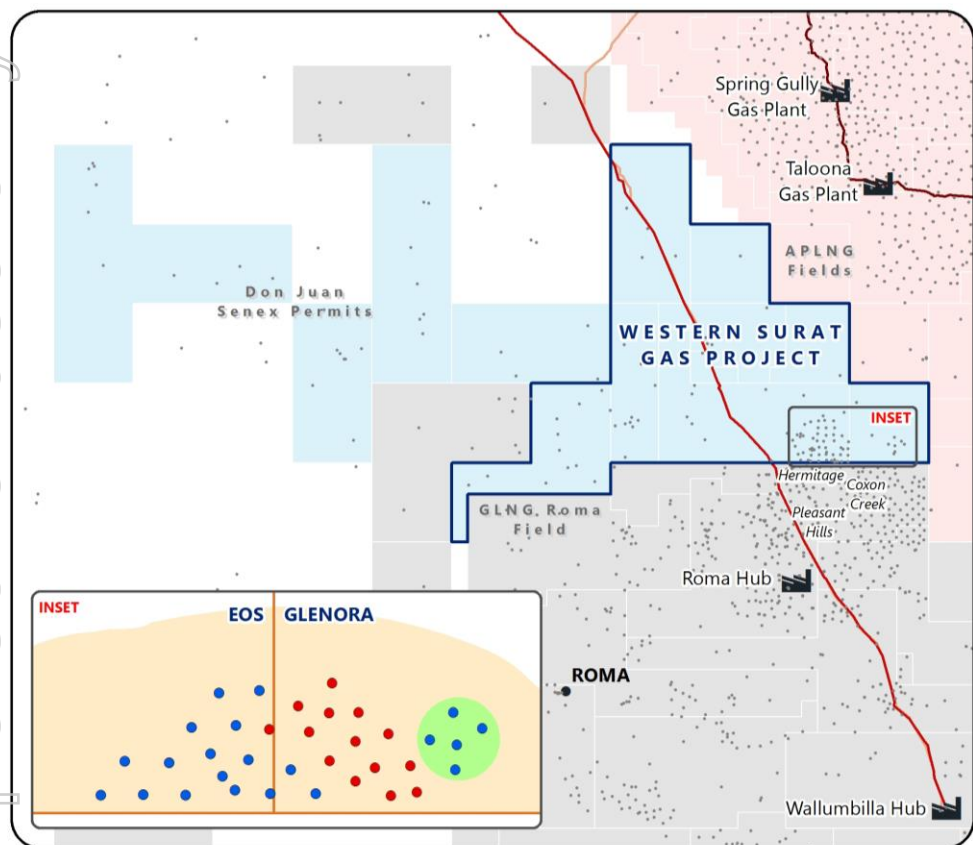 Spring Gully
Gas Plant
Taloona
Gas Plant
APLNG
Fields
Don Juan
Senex Permits
WESTERN SURAT
GAS PROJECT
INSET
Hermitage
Coxon
Creek
Pleasant
Hills
GLNG Roma
Field
Roma Hub
INSET
EOS
GLENORA
ROMA
Wallumbilla Hub